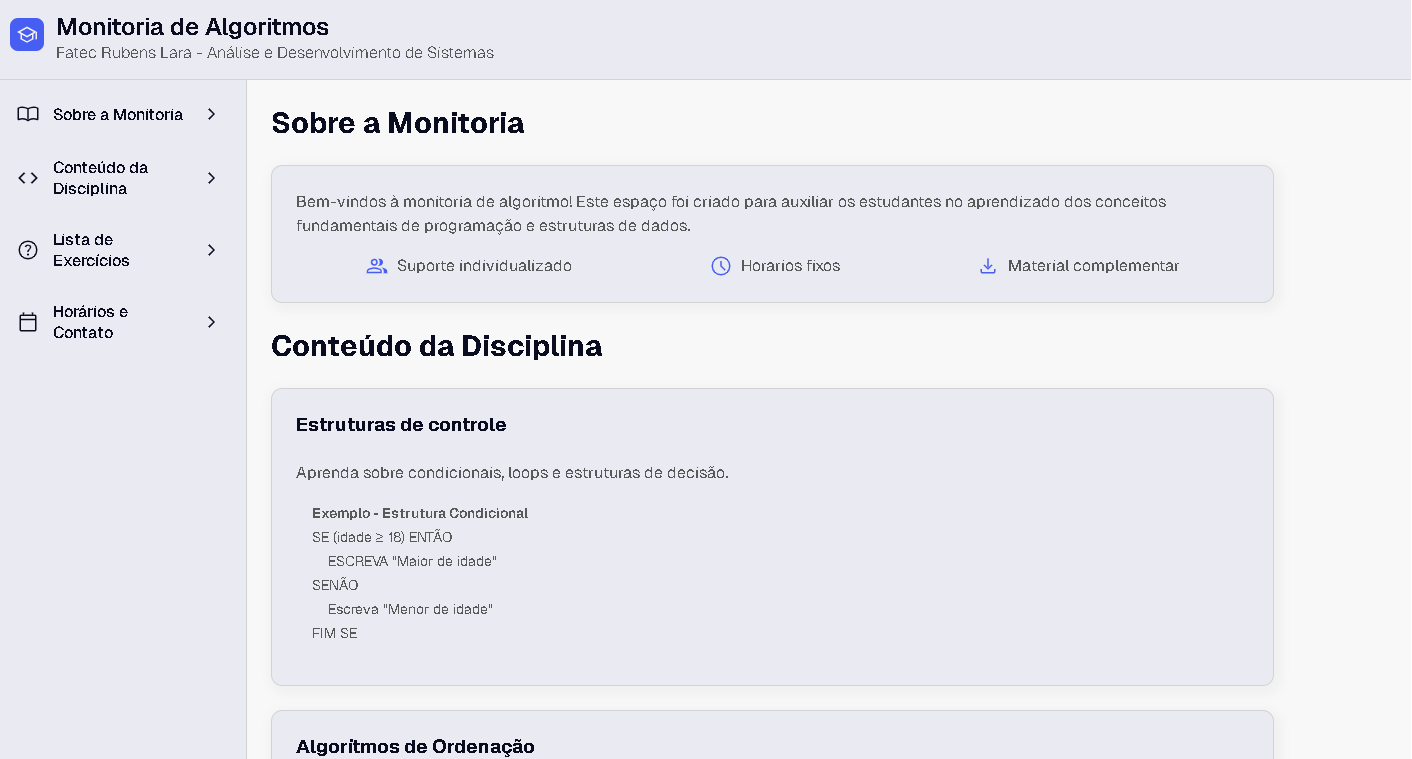 Monitoria de Algoritmos
Fatec Rubens Lara - Análise e Desenvolvimento de Sistemas
Sobre a Monitoria
Conteúdo da
Disciplina
Lista de
Exercícios
Horários e
Contato
Sobre a Monitoria
Bem-vindos à monitoria de algoritmo! Este espaço foi criado para auxiliar os estudantes no aprendizado dos conceitos
fundamentais de programação e estruturas de dados.
Suporte individualizado
Horarios fixos
Material complementar
Conteúdo da Disciplina
Estruturas de controle
Aprenda sobre condicionais, loops e estruturas de decisão.
Exemplo - Estrutura Condicional
SE (idade ≥ 18) ENTÃO
ESCREVA "Maior de idade"
SENÃO
Escreva "Menor de idade"
FIM SE
Algoritmos de Ordenação